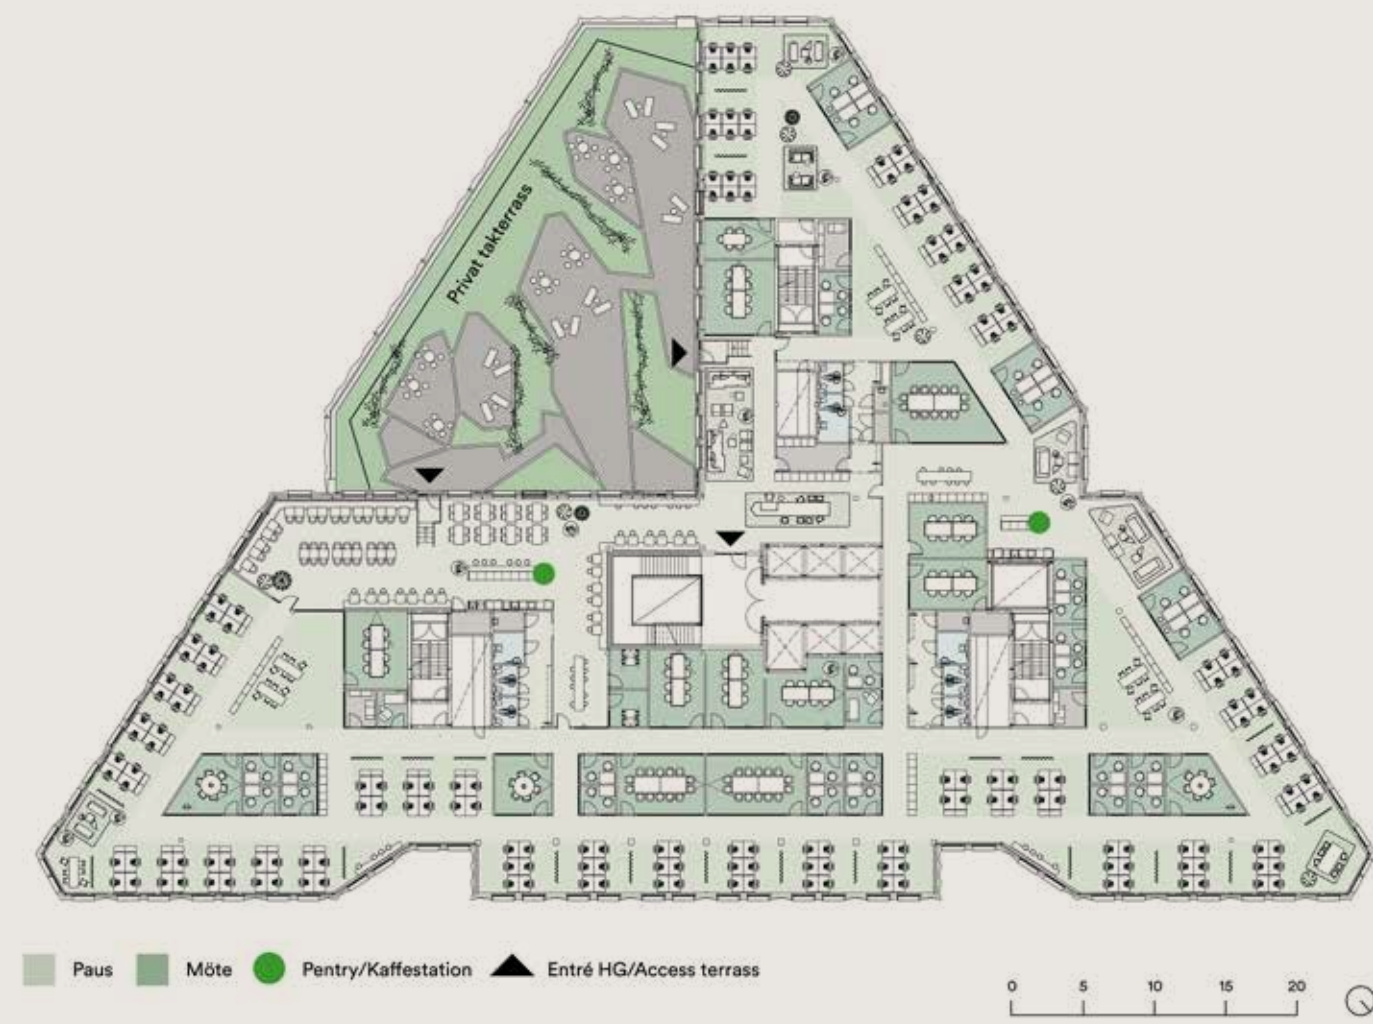 Privat takterrass
Paus
Möte
Pentry/Kaffestation
Entré HG/Access terrass
0 5 10 15 20